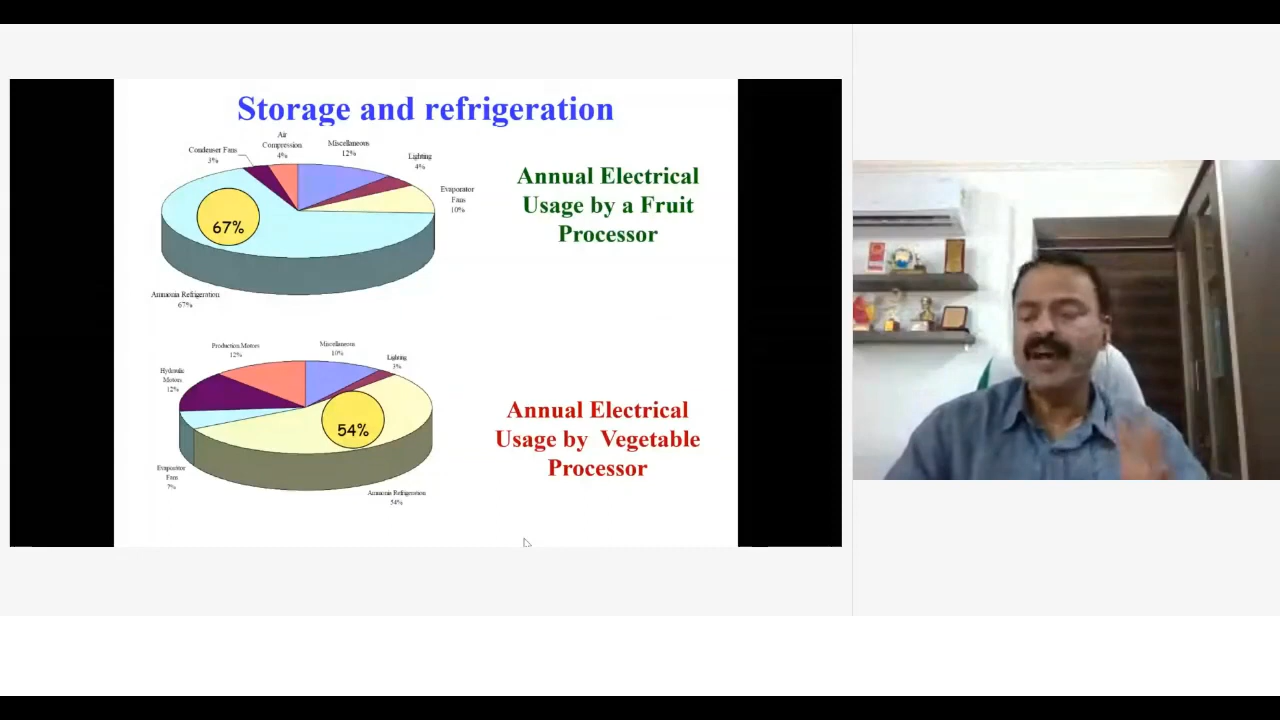 Storage and refrigeration
Air
Compression
4%
Condenser Fans
3%
Miscellaneous
12%
Lighting
4%
Evaporator
Fans
10%
67%
Ammonia Refrigeration
67%
Annual Electrical
Usage by a Fruit
Processor
Production Motors
12%
Miscellaneous
10%
Lighting
3%
Hydraulic
Motors
12%
54%
Evaporator
Fans
7%
Ammonia Refrigeration
54%
Annual Electrical
Usage by Vegetable
Processor